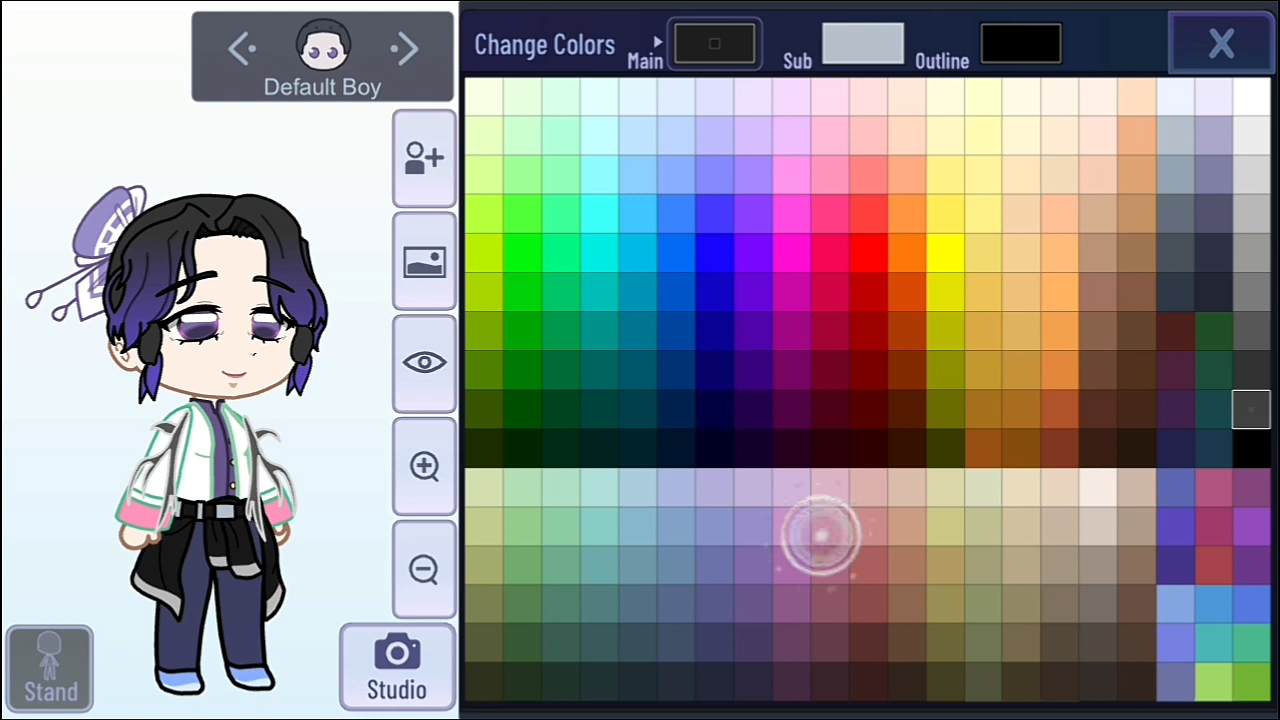 Default Boy
Change Colors
Main
Sub
Outline
X
Stand
Studio